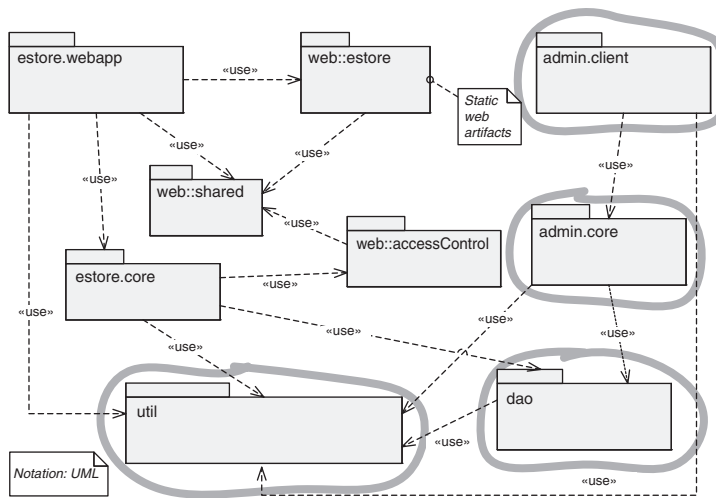 estore.webapp
web::estore
admin.client
«use»
Static
web
artifacts
«use»
«use»
«use»
«use»
«use»
web::shared
«use»
web::accessControl
admin.core
estore.core
«use»
«use»
«use»
«use»
«use»
«use»
util
dao
«use»
Notation: UML
«use»